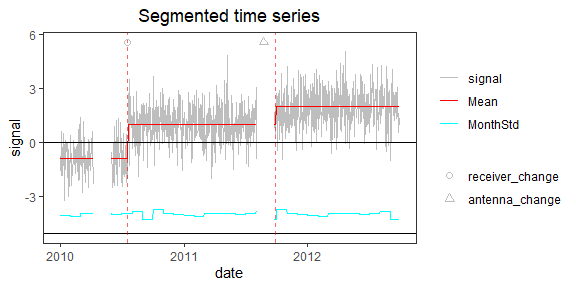 Segmented time series
6
3
0
-3
signal
2010
2011
2012
date
signal
Mean
MonthStd
receiver_change
antenna_change